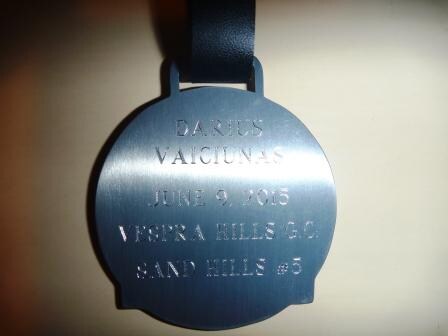 DARIUS
VAICIUNAS
JUNE 9, 2015
VESPRA HILLS G.C.
SAND HILLS #5